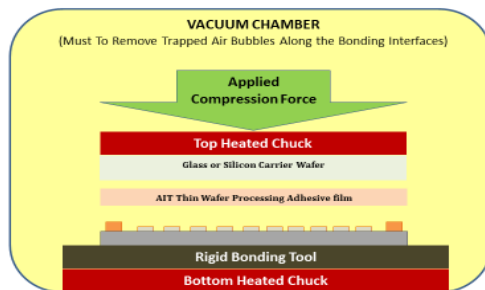 VACUUM CHAMBER
(Must To Remove Trapped Air Bubbles Along the Bonding Interfaces)
Applied
Compression Force
Top Heated Chuck
Glass or Silicon Carrier Wafer
AIT Thin Wafer Processing Adhesive film
Rigid Bonding Tool
Bottom Heated Chuck